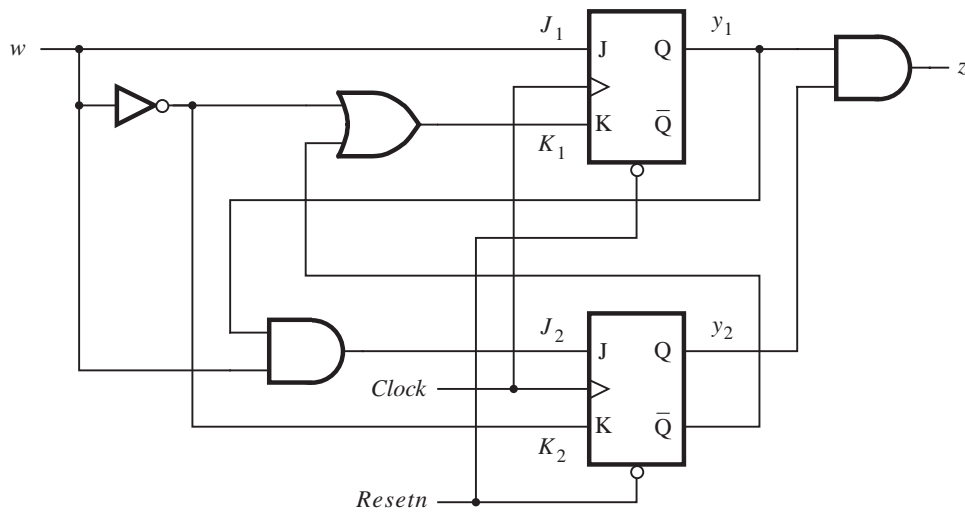 w
J1
J
Q
y1
z
K1
K
Q̅
J2
J
Q
y2
Clock
K2
K
Q̅
Resetn